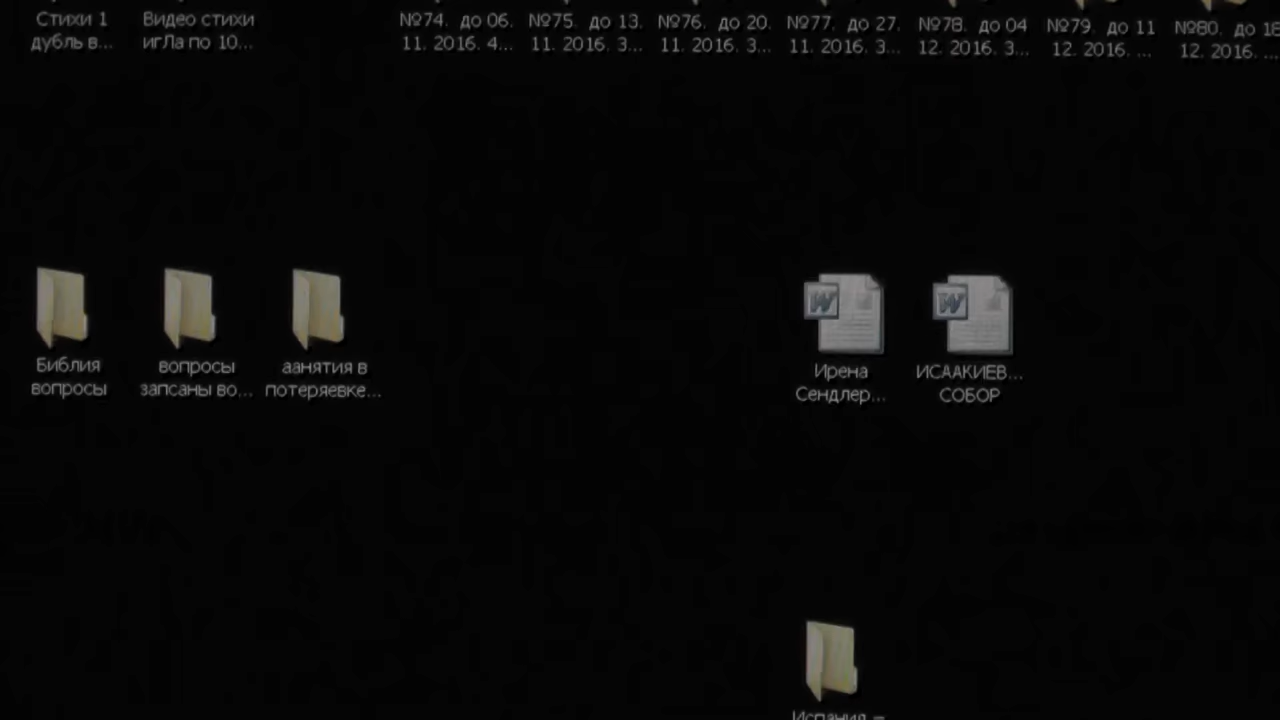 Стихи 1
дубль в...
Видео стихи
игЛа по 10...
№74. до 06.
11. 2016. 4...
№75. до 13.
11. 2016. 3...
№76. до 20.
11. 2016. 3...
№77. до 27.
11. 2016. 3...
№78. до 04
12. 2016. 3...
№79. до 11
12. 2016. ...
№80. до 18
12. 2016. ...
Библия
вопросы
вопросы
запсаны во...
аанятия в
потеряевке...
Ирена
Сендлер...
ИСААКИЕВ...
СОБОР
Испания –